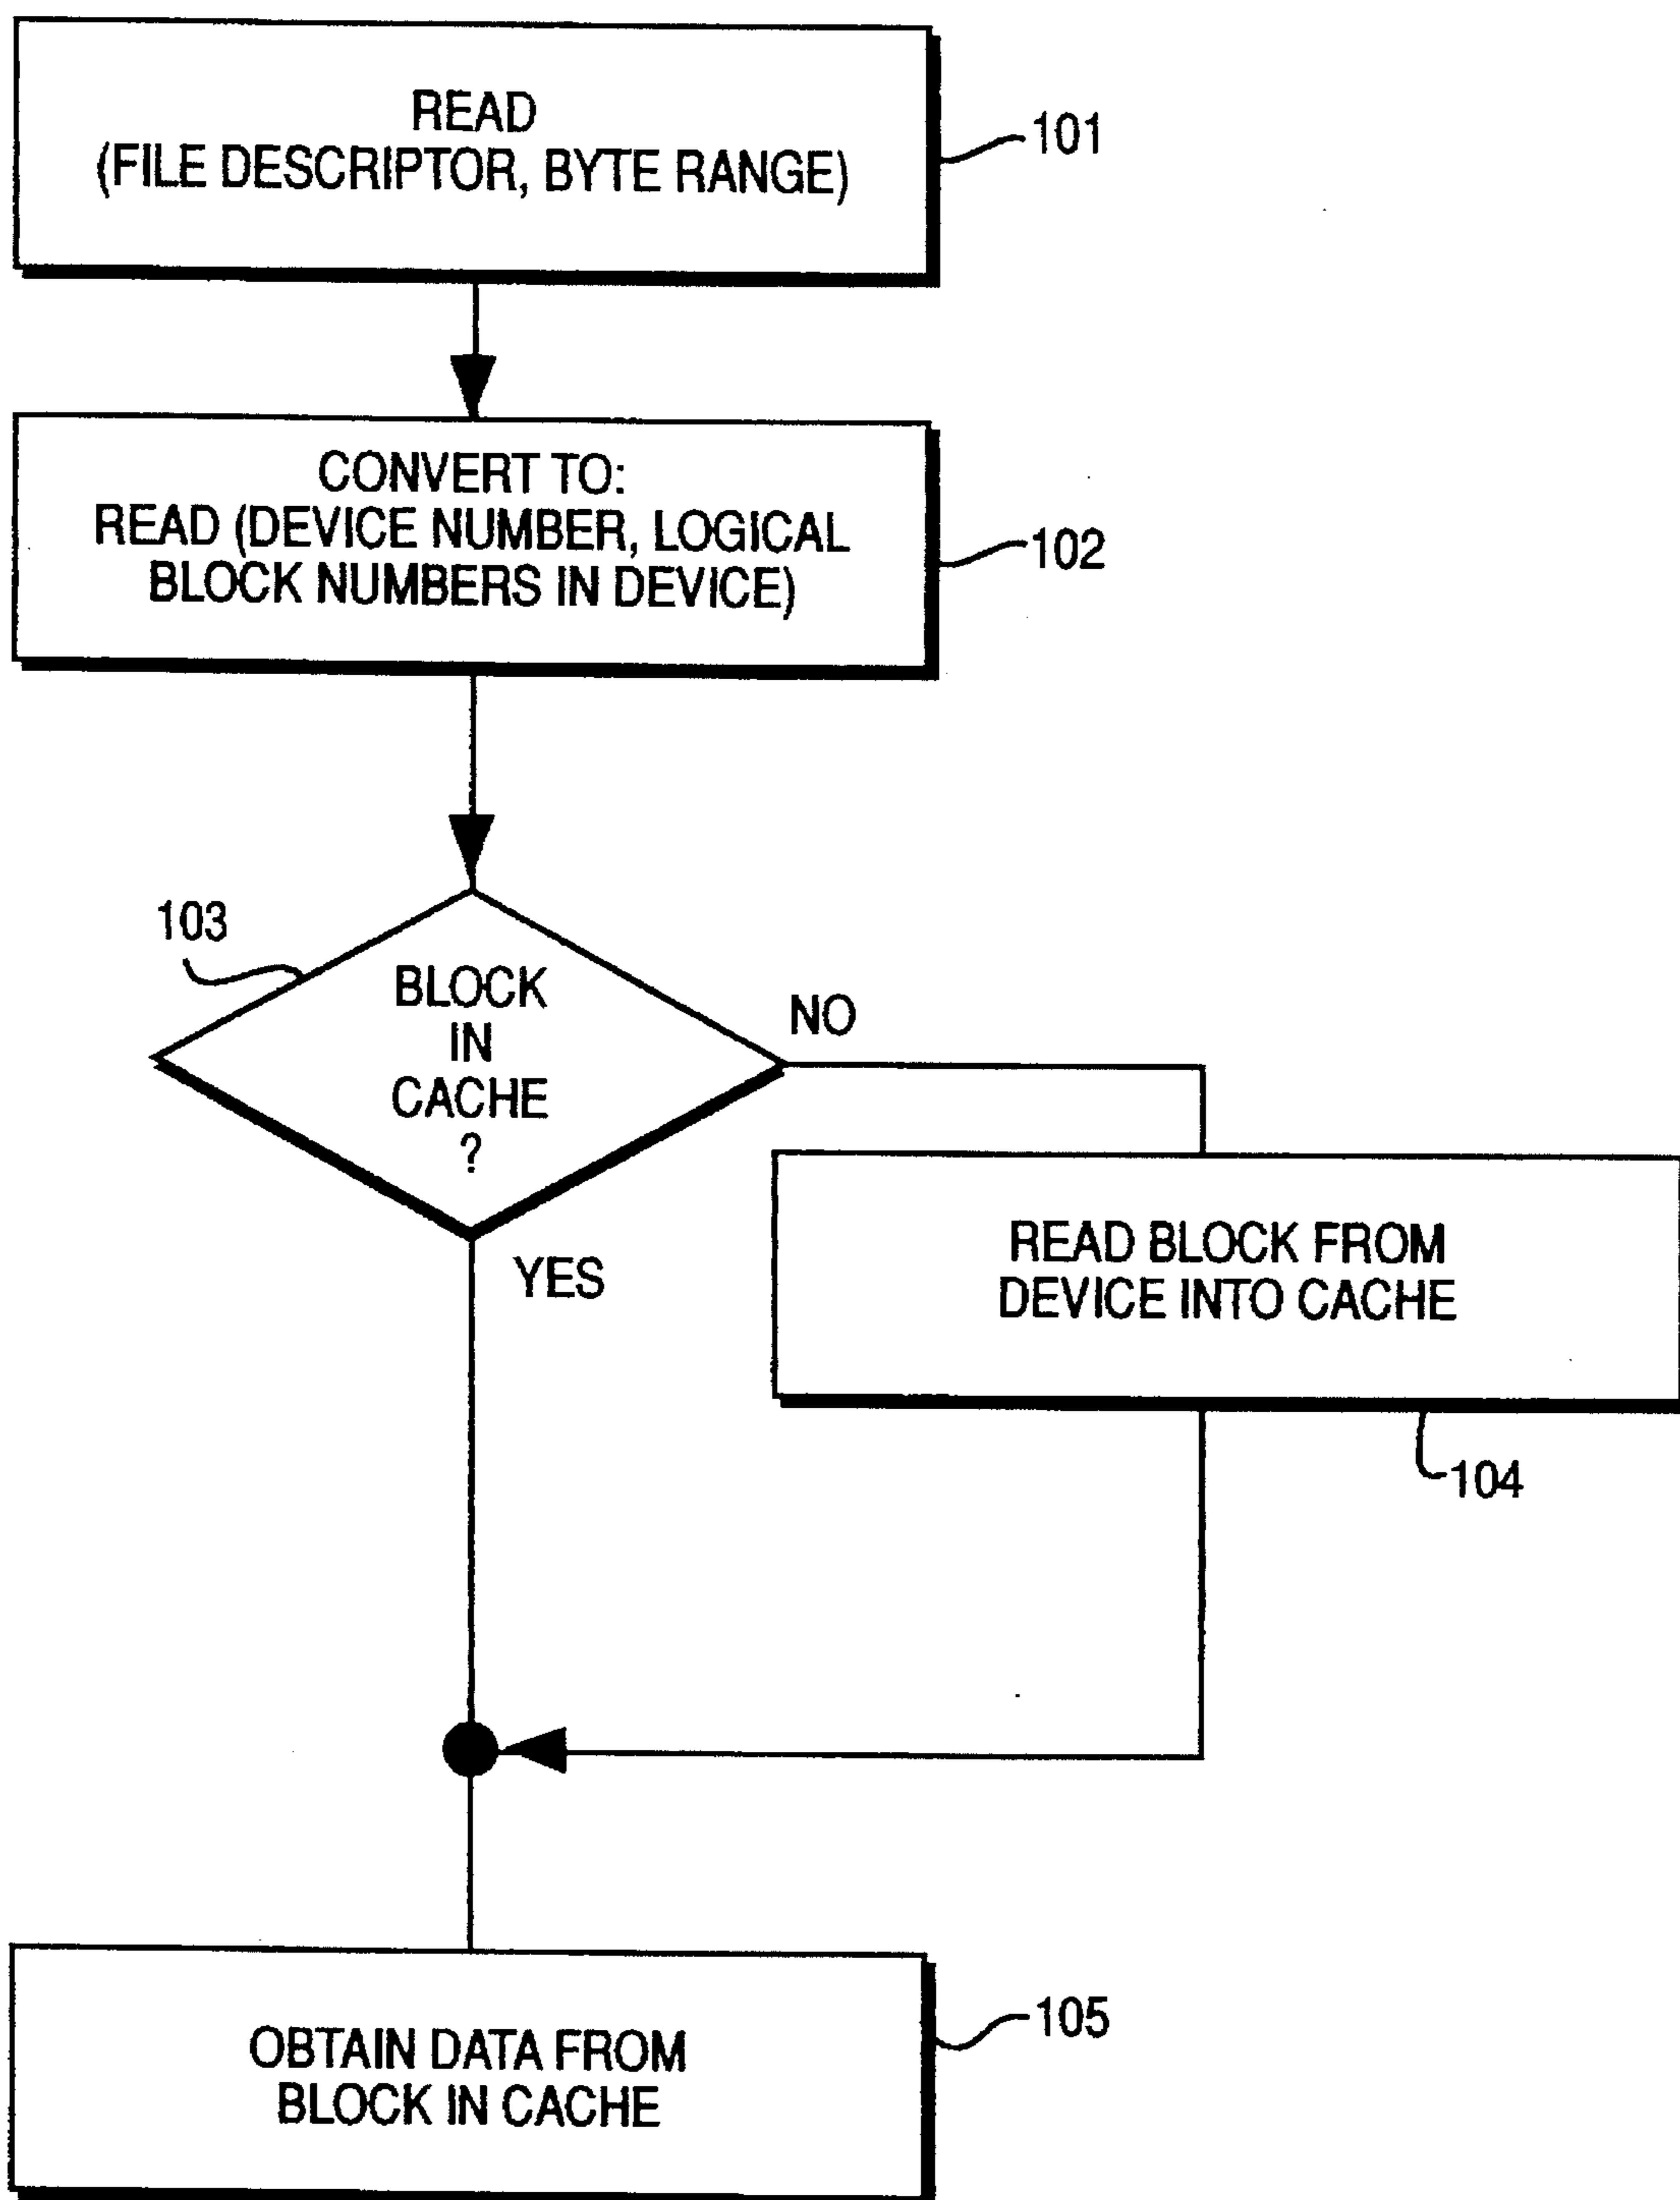 READ
(FILE DESCRIPTOR, BYTE RANGE)
101
CONVERT TO:
READ (DEVICE NUMBER, LOGICAL
BLOCK NUMBERS IN DEVICE)
102
103
BLOCK
IN
CACHE
?
NO
YES
READ BLOCK FROM
DEVICE INTO CACHE
104
OBTAIN DATA FROM
BLOCK IN CACHE
105